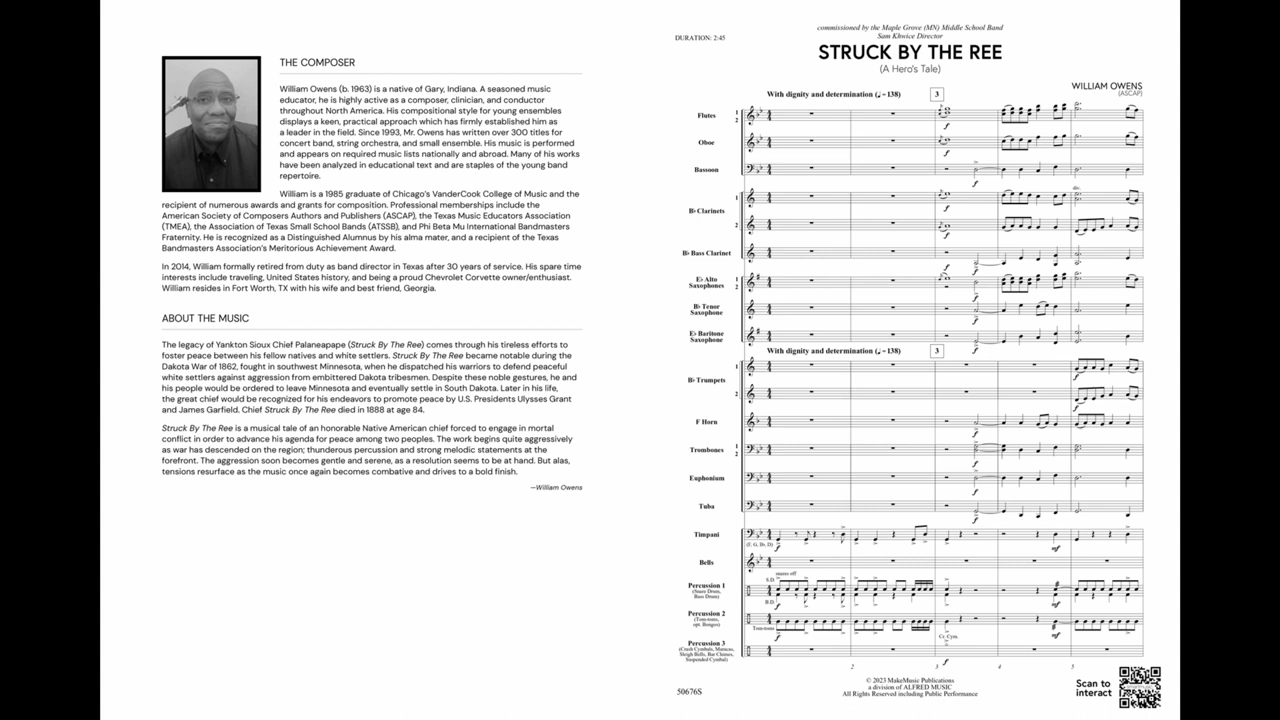 THE COMPOSER
William Owens (b. 1963) is a native of Gary, Indiana. A seasoned music
educator, he is highly active as a composer, clinician, and conductor
throughout North America. His compositional style for young ensembles
displays a keen, practical approach which has firmly established him as
a leader in the field. Since 1993, Mr. Owens has written over 300 titles for
concert band, string orchestra, and small ensemble. His music is performed
and appears on required music lists nationally and abroad. Many of his works
have been analyzed in educational text and are staples of the young band
repertoire.
William is a 1985 graduate of Chicago's VanderCook College of Music and the
recipient of numerous awards and grants for composition. Professional memberships include the
American Society of Composers Authors and Publishers (ASCAP), the Texas Music Educators Association
(TMEA), the Association of Texas Small School Bands (ATSSB), and Phi Beta Mu International Bandmasters
Fraternity. He is recognized as a Distinguished Alumnus by his alma mater, and a recipient of the Texas
Bandmasters Association's Meritorious Achievement Award.
In 2014, William formally retired from duty as band director in Texas after 30 years of service. His spare time
interests include traveling, United States history, and being a proud Chevrolet Corvette owner/enthusiast.
William resides in Fort Worth, TX with his wife and best friend, Georgia.
ABOUT THE MUSIC
The legacy of Yankton Sioux Chief Palaneapape (Struck By The Ree) comes through his tireless efforts to
foster peace between his fellow natives and white settlers. Struck By The Ree became notable during the
Dakota War of 1862, fought in southwest Minnesota, when he dispatched his warriors to defend peaceful
white settlers against aggression from embittered Dakota tribesmen. Despite these noble gestures, he and
his people would be ordered to leave Minnesota and eventually settle in South Dakota. Later in his life,
the great chief would be recognized for his endeavors to promote peace by U.S. Presidents Ulysses Grant
and James Garfield. Chief Struck By The Ree died in 1888 at age 84.
Struck By The Ree is a musical tale of an honorable Native American chief forced to engage in mortal
conflict in order to advance his agenda for peace among two peoples. The work begins quite aggressively
as war has descended on the region; thunderous percussion and strong melodic statements at the
forefront. The aggression soon becomes gentle and serene, as a resolution seems to be at hand. But alas,
tensions resurface as the music once again becomes combative and drives to a bold finish.
—William Owens
commissioned by the Maple Grove (MN) Middle School Band
Sam Khwice Director
DURATION: 2:45
STRUCK BY THE REE
(A Hero's Tale)
WILLIAM OWENS
(ASCAP)
With dignity and determination (♩=138)
3
Flutes 1 2
f
Oboe
f
Bassoon
f
B♭ Clarinets 1
f
div.
2
f
B♭ Bass Clarinet
f
E♭ Alto Saxophones 1 2
f
B♭ Tenor Saxophone
f
E♭ Baritone Saxophone
f
With dignity and determination (♩=138)
3
B♭ Trumpets 1
f
2
f
F Horn
f
Trombones 1 2
f
Euphonium
f
Tuba
f
Timpani
(F, G, B♭, D)
f
mf
Bells
snares off
Percussion 1
(Snare Drum, Bass Drum)
S.D.
B.D.
f
mf
Percussion 2
(Tom-toms, opt. Bongos)
Tom-toms
f
mf
Cr. Cym.
Percussion 3
(Crash Cymbals, Maracas,
Sleigh Bells, Bar Chimes,
Suspended Cymbal)
f
2 3 4 5
50676S
© 2023 MakeMusic Publications
a division of ALFRED MUSIC
All Rights Reserved including Public Performance
Scan to
interact